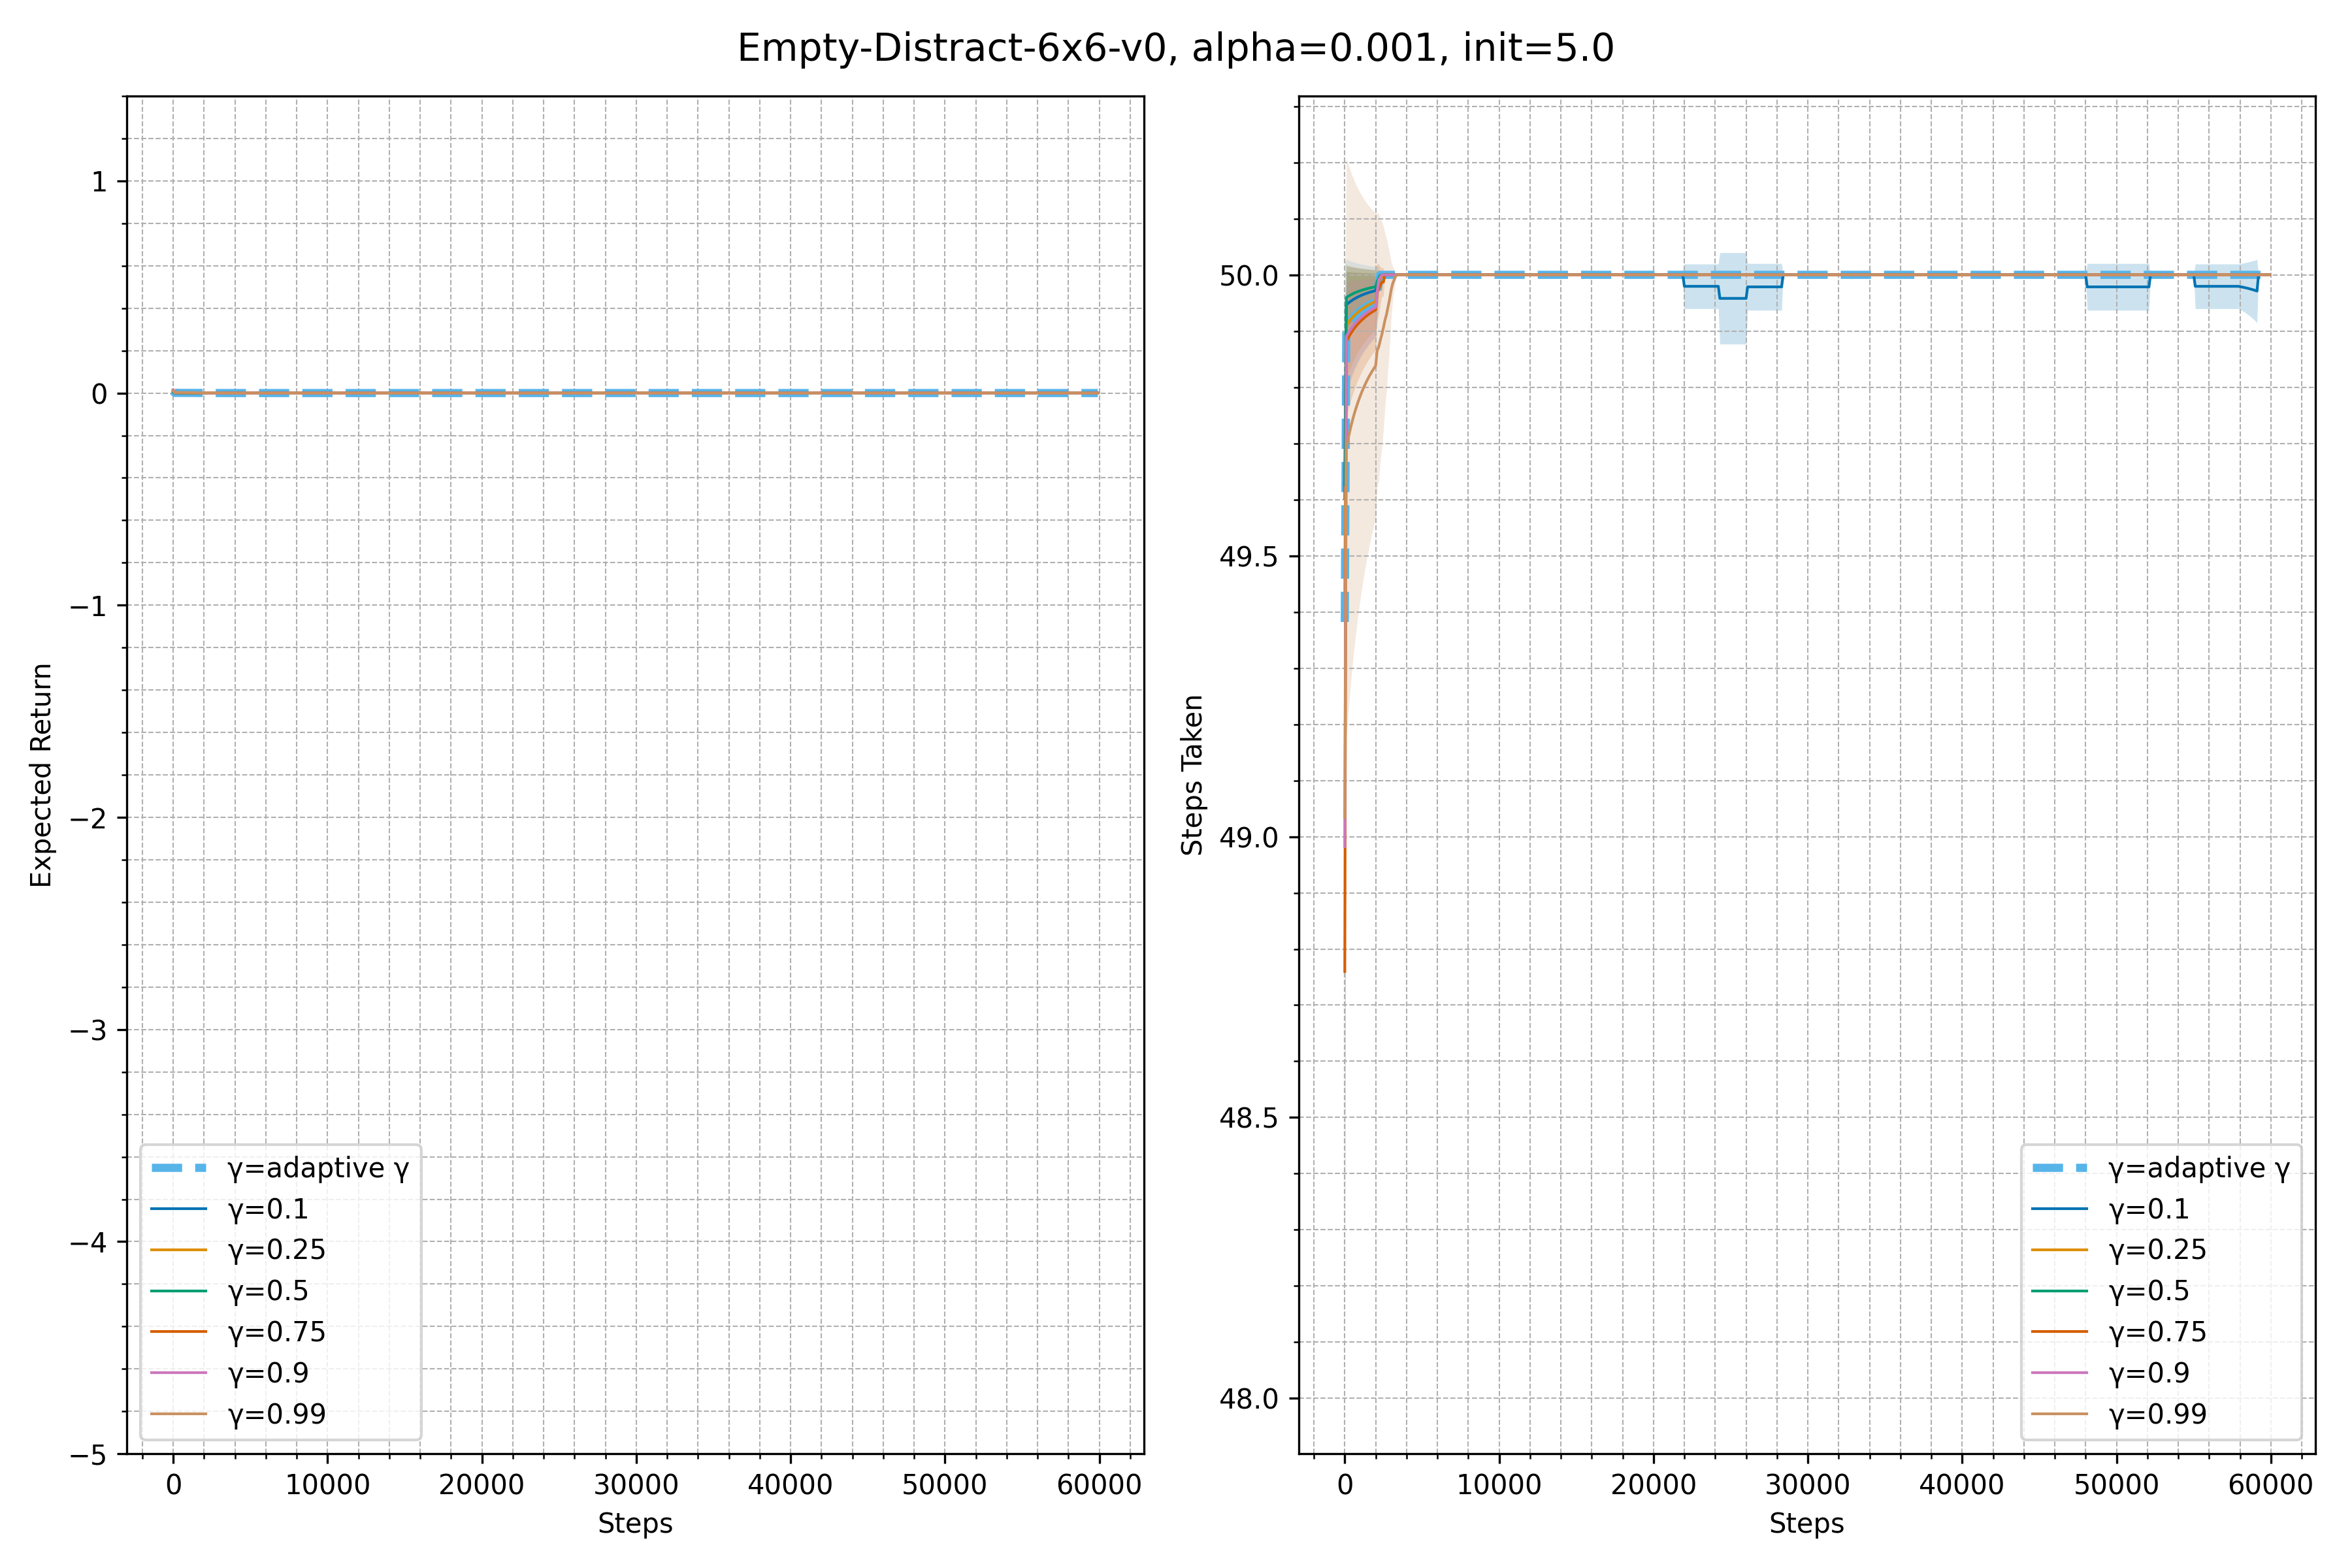 Empty-Distract-6x6-v0, alpha=0.001, init=5.0
Expected Return
1
0
−1
−2
−3
−4
−5
0
10000
20000
30000
40000
50000
60000
Steps
γ=adaptive γ
γ=0.1
γ=0.25
γ=0.5
γ=0.75
γ=0.9
γ=0.99
Steps Taken
50.0
49.5
49.0
48.5
48.0
0
10000
20000
30000
40000
50000
60000
Steps
γ=adaptive γ
γ=0.1
γ=0.25
γ=0.5
γ=0.75
γ=0.9
γ=0.99